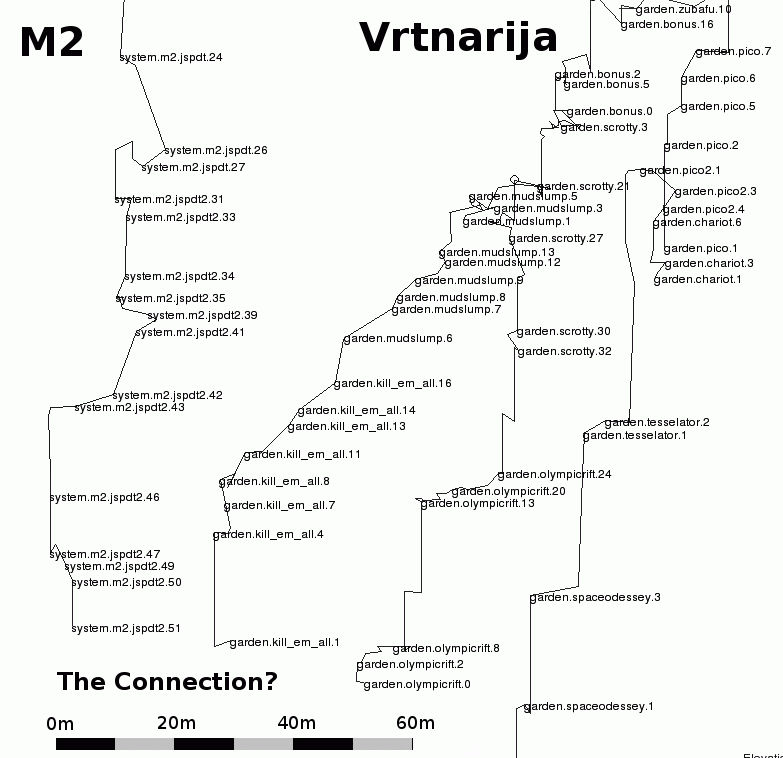 M2
Vrtnarija
system.m2.jspdt.24
system.m2.jspdt.26
system.m2.jspdt.27
system.m2.jspdt2.31
system.m2.jspdt2.33
system.m2.jspdt2.34
system.m2.jspdt2.35
system.m2.jspdt2.39
system.m2.jspdt2.41
system.m2.jspdt2.42
system.m2.jspdt2.43
system.m2.jspdt2.46
system.m2.jspdt2.47
system.m2.jspdt2.49
system.m2.jspdt2.50
system.m2.jspdt2.51
garden.zubafu.10
garden.bonus.16
garden.bonus.2
garden.bonus.5
garden.bonus.0
garden.scrotty.3
garden.scrotty.21
garden.mudslump.5
garden.mudslump.3
garden.mudslump.1
garden.scrotty.27
garden.mudslump.13
garden.mudslump.12
garden.mudslump.9
garden.mudslump.8
garden.mudslump.7
garden.scrotty.30
garden.mudslump.6
garden.scrotty.32
garden.kill_em_all.16
garden.kill_em_all.14
garden.kill_em_all.13
garden.kill_em_all.11
garden.kill_em_all.8
garden.kill_em_all.7
garden.kill_em_all.4
garden.kill_em_all.1
garden.olympicrift.24
garden.olympicrift.20
garden.olympicrift.13
garden.olympicrift.8
garden.olympicrift.2
garden.olympicrift.0
garden.pico.7
garden.pico.6
garden.pico.5
garden.pico.2
garden.pico2.1
garden.pico2.3
garden.pico2.4
garden.chariot.6
garden.pico.1
garden.chariot.3
garden.chariot.1
garden.tesselator.2
garden.tesselator.1
garden.spaceodessey.3
garden.spaceodessey.1
The Connection?
0m 20m 40m 60m